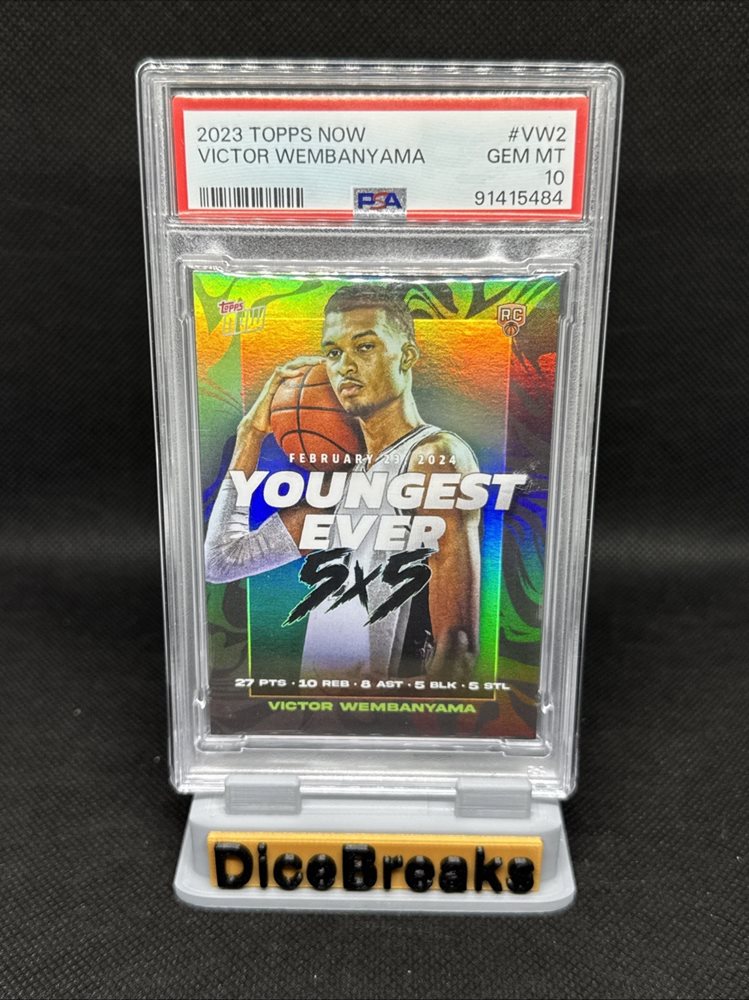 2023 TOPPS NOW #VW2
VICTOR WEMBANYAMA GEM MT
10
PSA 91415484
Topps
NOW
RC
FEBRUARY 23, 2024
YOUNGEST
EVER
5x5
27 PTS · 10 REB · 8 AST · 5 BLK · 5 STL
VICTOR WEMBANYAMA
DiceBreaks